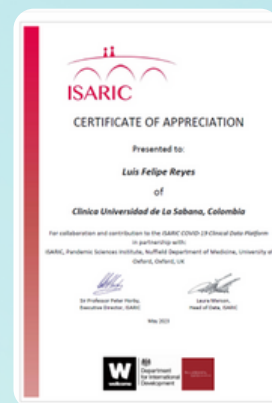 ISARIC
CERTIFICATE OF APPRECIATION
Presented to:
Luis Felipe Reyes
of
Clinica Universidad de La Sabana, Colombia
For collaboration and contribution to the ISARIC COVID-19 Clinical Data Platform
in partnership with:
ISARIC, Pandemic Sciences Institute, Nuffield Department of Medicine, University of
Oxford, Oxford, UK
Sir Professor Peter Horby, Laura Merson,
Executive Director, ISARIC Head of Data, ISARIC
May 2023
W
wellcome
Department
for International
Development